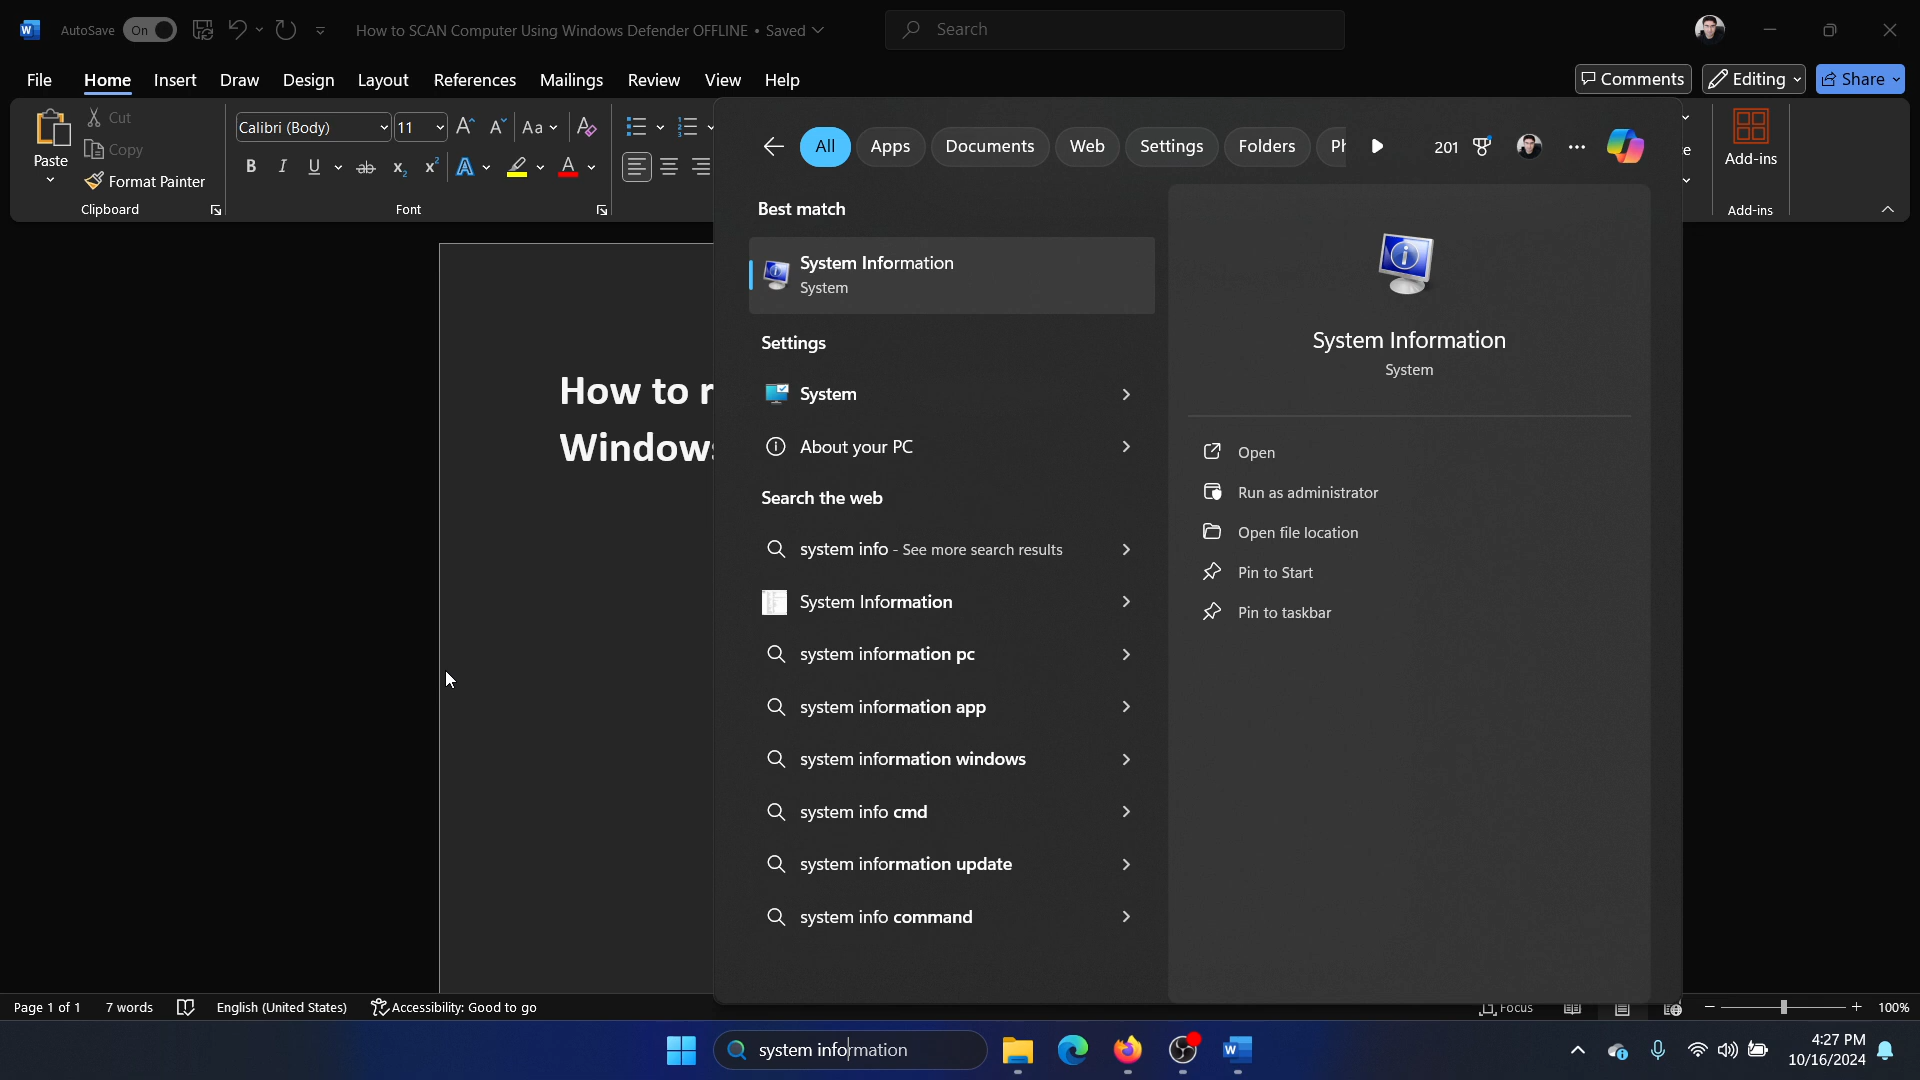 AutoSave On How to SCAN Computer Using Windows Defender OFFLINE • Saved Search
File Home Insert Draw Design Layout References Mailings Review View Help Comments Editing Share
Paste
Cut
Copy
Format Painter
Clipboard
Calibri (Body) 11
Font
Add-ins
Add-ins
All Apps Documents Web Settings Folders 201
Best match
System Information
System
Settings
System
About your PC
Search the web
system info - See more search results
System Information
system information pc
system information app
system information windows
system info cmd
system information update
system info command
System Information
System
Open
Run as administrator
Open file location
Pin to Start
Pin to taskbar
How to
Windows
Page 1 of 1 7 words English (United States) Accessibility: Good to go Focus 100%
system information
4:27 PM
10/16/2024